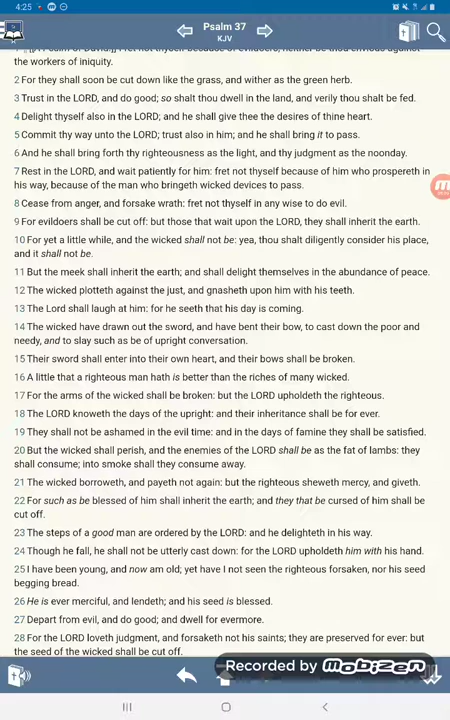 4:25
Psalm 37
KJV
1 [[A Psalm of David.]] Fret not thyself because of evildoers, neither be thou envious against
the workers of iniquity.
2 For they shall soon be cut down like the grass, and wither as the green herb.
3 Trust in the LORD, and do good; so shalt thou dwell in the land, and verily thou shalt be fed.
4 Delight thyself also in the LORD; and he shall give thee the desires of thine heart.
5 Commit thy way unto the LORD; trust also in him; and he shall bring it to pass.
6 And he shall bring forth thy righteousness as the light, and thy judgment as the noonday.
7 Rest in the LORD, and wait patiently for him: fret not thyself because of him who prospereth in
his way, because of the man who bringeth wicked devices to pass.
8 Cease from anger, and forsake wrath: fret not thyself in any wise to do evil.
9 For evildoers shall be cut off: but those that wait upon the LORD, they shall inherit the earth.
10 For yet a little while, and the wicked shall not be: yea, thou shalt diligently consider his place,
and it shall not be.
11 But the meek shall inherit the earth; and shall delight themselves in the abundance of peace.
12 The wicked plotteth against the just, and gnasheth upon him with his teeth.
13 The Lord shall laugh at him: for he seeth that his day is coming.
14 The wicked have drawn out the sword, and have bent their bow, to cast down the poor and
needy, and to slay such as be of upright conversation.
15 Their sword shall enter into their own heart, and their bows shall be broken.
16 A little that a righteous man hath is better than the riches of many wicked.
17 For the arms of the wicked shall be broken: but the LORD upholdeth the righteous.
18 The LORD knoweth the days of the upright: and their inheritance shall be for ever.
19 They shall not be ashamed in the evil time: and in the days of famine they shall be satisfied.
20 But the wicked shall perish, and the enemies of the LORD shall be as the fat of lambs: they
shall consume; into smoke shall they consume away.
21 The wicked borroweth, and payeth not again: but the righteous sheweth mercy, and giveth.
22 For such as be blessed of him shall inherit the earth; and they that be cursed of him shall be
cut off.
23 The steps of a good man are ordered by the LORD: and he delighteth in his way.
24 Though he fall, he shall not be utterly cast down: for the LORD upholdeth him with his hand.
25 I have been young, and now am old; yet have I not seen the righteous forsaken, nor his seed
begging bread.
26 He is ever merciful, and lendeth; and his seed is blessed.
27 Depart from evil, and do good; and dwell for evermore.
28 For the LORD loveth judgment, and forsaketh not his saints; they are preserved for ever: but
the seed of the wicked shall be cut off.
Recorded by mobizen